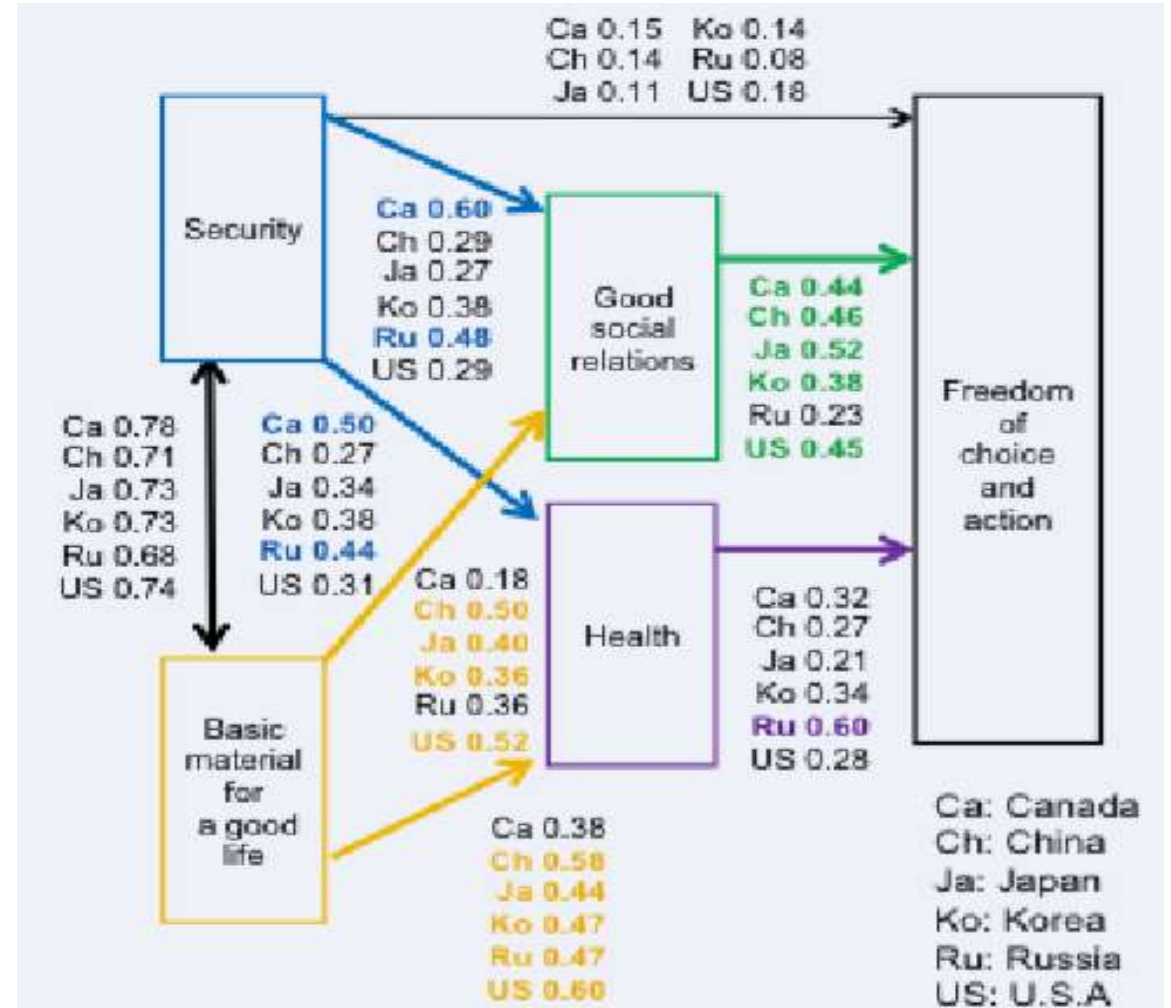 Ca 0.15 Ko 0.14
Ch 0.14 Ru 0.08
Ja 0.11 US 0.18
Security
Ca 0.60
Ch 0.29
Ja 0.27
Ko 0.38
Ru 0.48
US 0.29
Good
social
relations
Ca 0.44
Ch 0.46
Ja 0.52
Ko 0.38
Ru 0.23
US 0.45
Freedom
of
choice
and
action
Ca 0.78
Ch 0.71
Ja 0.73
Ko 0.73
Ru 0.68
US 0.74
Ca 0.50
Ch 0.27
Ja 0.34
Ko 0.38
Ru 0.44
US 0.31
Ca 0.18
Ch 0.50
Ja 0.40
Ko 0.36
Ru 0.36
US 0.52
Health
Ca 0.32
Ch 0.27
Ja 0.21
Ko 0.34
Ru 0.60
US 0.28
Basic
material
for
a good
life
Ca 0.38
Ch 0.58
Ja 0.44
Ko 0.47
Ru 0.47
US 0.60
Ca: Canada
Ch: China
Ja: Japan
Ko: Korea
Ru: Russia
US: U.S.A